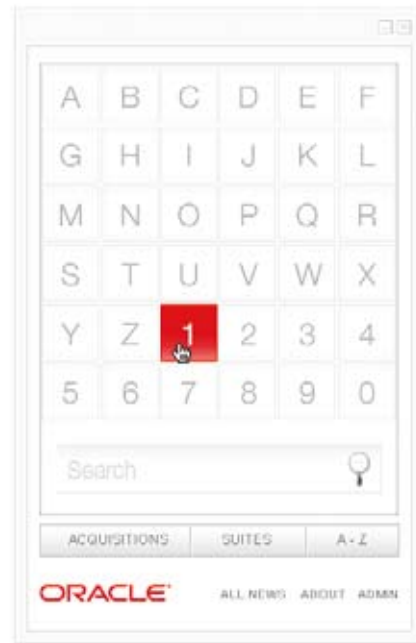 A B C D E F
G H I J K L
M N O P Q R
S T U V W X
Y Z 1 2 3 4
5 6 7 8 9 0
Search
ACQUISITIONS SUITES A - Z
ORACLE ALL NEWS ABOUT ADMIN